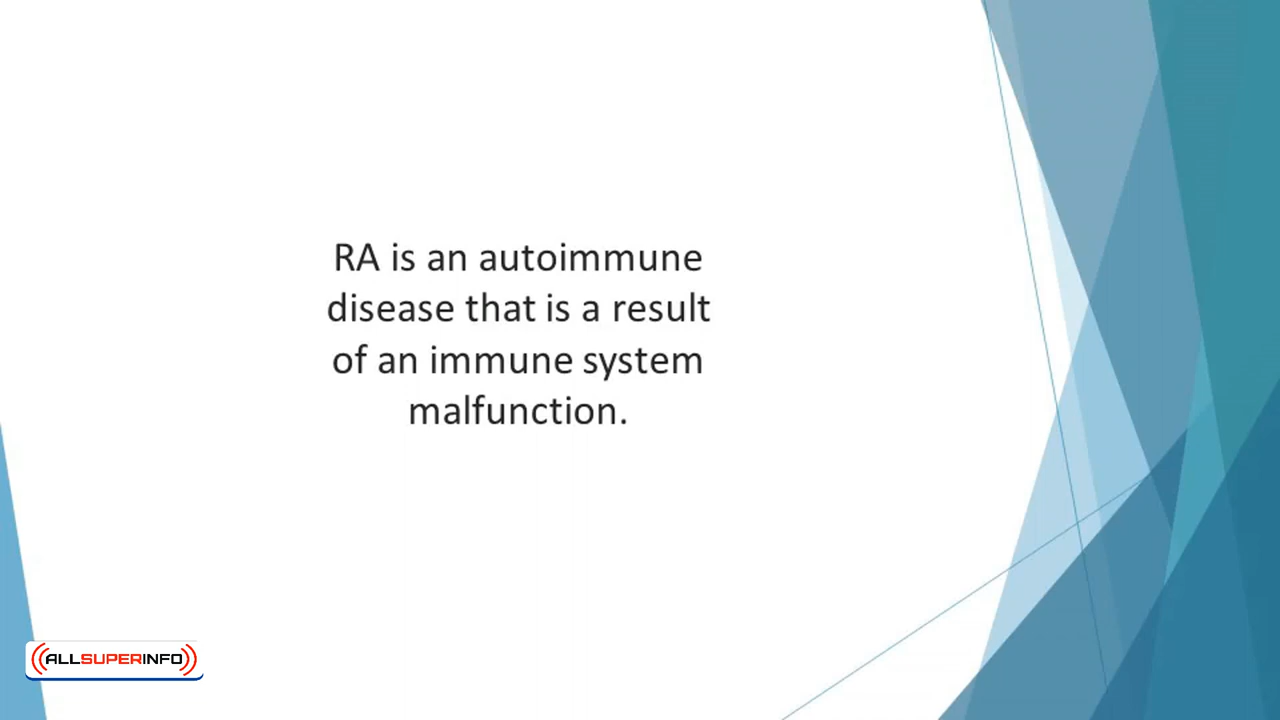 RA is an autoimmune
disease that is a result
of an immune system
malfunction.
ALLSUPERINFO